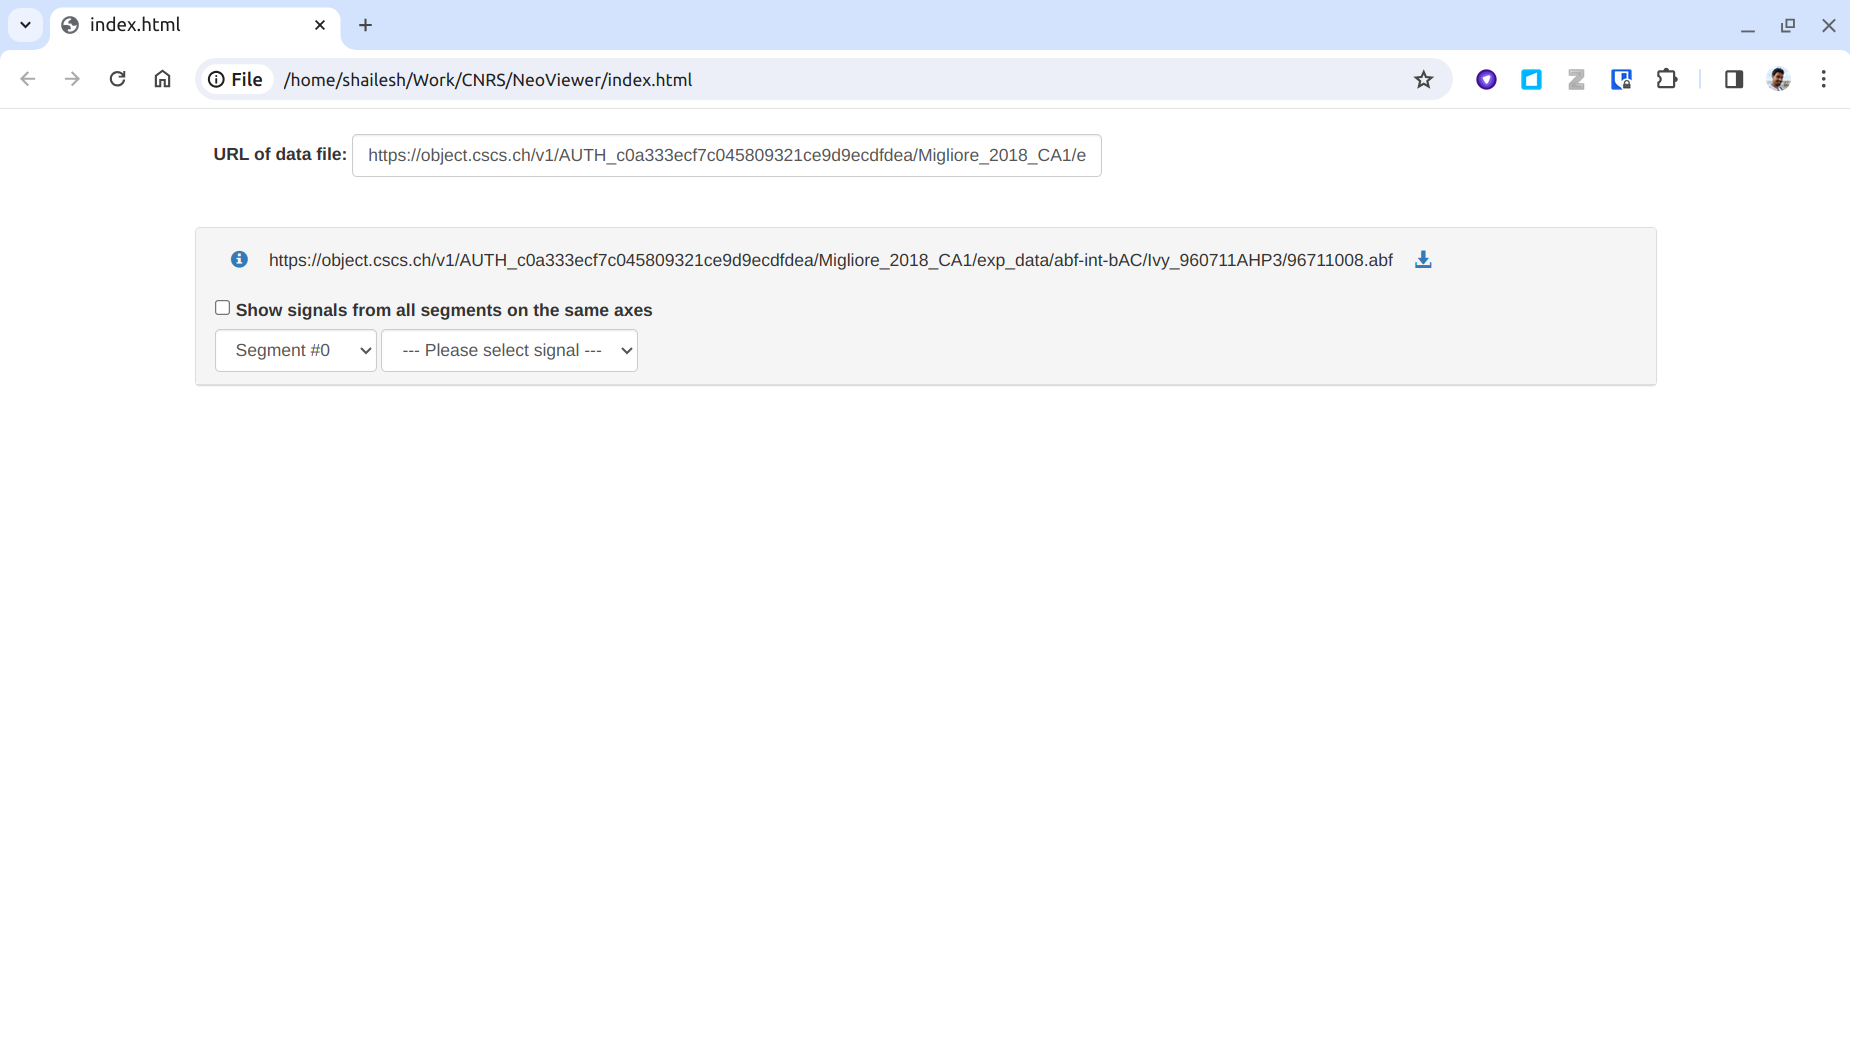 index.html
File /home/shailesh/Work/CNRS/NeoViewer/index.html
URL of data file: https://object.cscs.ch/v1/AUTH_c0a333ecf7c045809321ce9d9ecdfdea/Migliore_2018_CA1/e
https://object.cscs.ch/v1/AUTH_c0a333ecf7c045809321ce9d9ecdfdea/Migliore_2018_CA1/exp_data/abf-int-bAC/Ivy_960711AHP3/96711008.abf
Show signals from all segments on the same axes
Segment #0 --- Please select signal ---